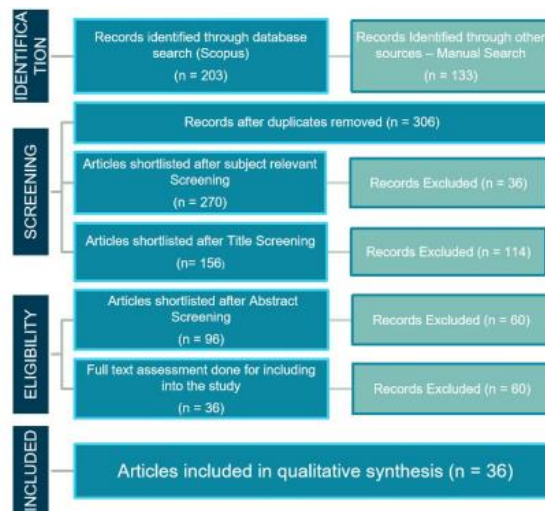 IDENTIFICA
TION
Records identified through database
search (Scopus)
(n = 203)
Records Identified through other
sources – Manual Search
(n = 133)
SCREENING
Records after duplicates removed (n = 306)
Articles shortlisted after subject relevant
Screening
(n = 270)
Records Excluded (n = 36)
Articles shortlisted after Title Screening
(n= 156)
Records Excluded (n = 114)
ELIGIBILITY
Articles shortlisted after Abstract
Screening
(n = 96)
Records Excluded (n = 60)
Full text assessment done for including
into the study
(n = 36)
Records Excluded (n = 60)
INCLUDED
Articles included in qualitative synthesis (n = 36)